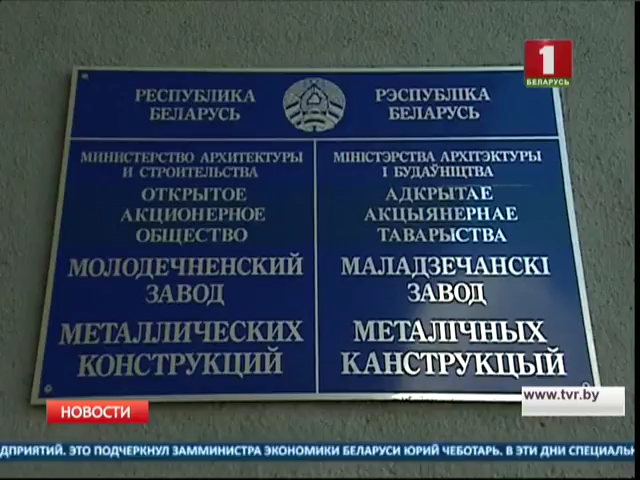 1
БЕЛАРУСЬ
РЕСПУБЛИКА
БЕЛАРУСЬ
РЭСПУБЛІКА
БЕЛАРУСЬ
МИНИСТЕРСТВО АРХИТЕКТУРЫ
И СТРОИТЕЛЬСТВА
ОТКРЫТОЕ
АКЦИОНЕРНОЕ
ОБЩЕСТВО
МОЛОДЕЧНЕНСКИЙ
ЗАВОД
МЕТАЛЛИЧЕСКИХ
КОНСТРУКЦИЙ
МІНІСТЭРСТВА АРХІТЭКТУРЫ
І БУДАЎНІЦТВА
АДКРЫТАЕ
АКЦЫЯНЕРНАЕ
ТАВАРЫСТВА
МАЛАДЗЕЧАНСКІ
ЗАВОД
МЕТАЛІЧНЫХ
КАНСТРУКЦЫЙ
www.tvr.by
НОВОСТИ
ДПРИЯТИЙ. ЭТО ПОДЧЕРКНУЛ ЗАММИНИСТРА ЭКОНОМИКИ БЕЛАРУСИ ЮРИЙ ЧЕБОТАРЬ. В ЭТИ ДНИ СПЕЦИАЛЬН